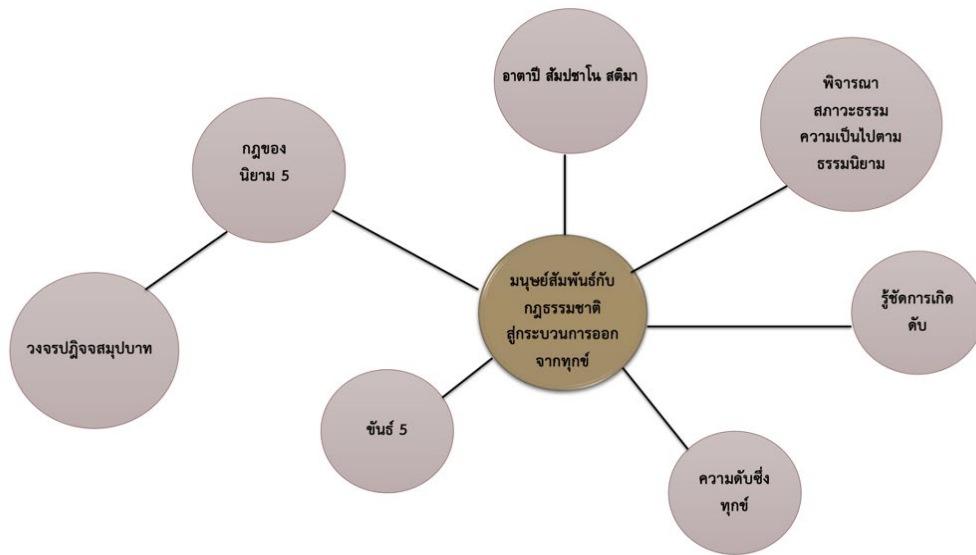 อาตาปี สัมปชาโน สติมา
พิจารณา
สภาวะธรรม
ความเป็นไปตาม
ธรรมนิยาม
กฎของ
นิยาม 5
มนุษย์สัมพันธ์กับ
กฎธรรมชาติ
สู่กระบวนการออก
จากทุกข์
รู้ชัดการเกิด
ดับ
วงจรปฏิจจสมุปบาท
ขันธ์ 5
ความดับซึ่ง
ทุกข์